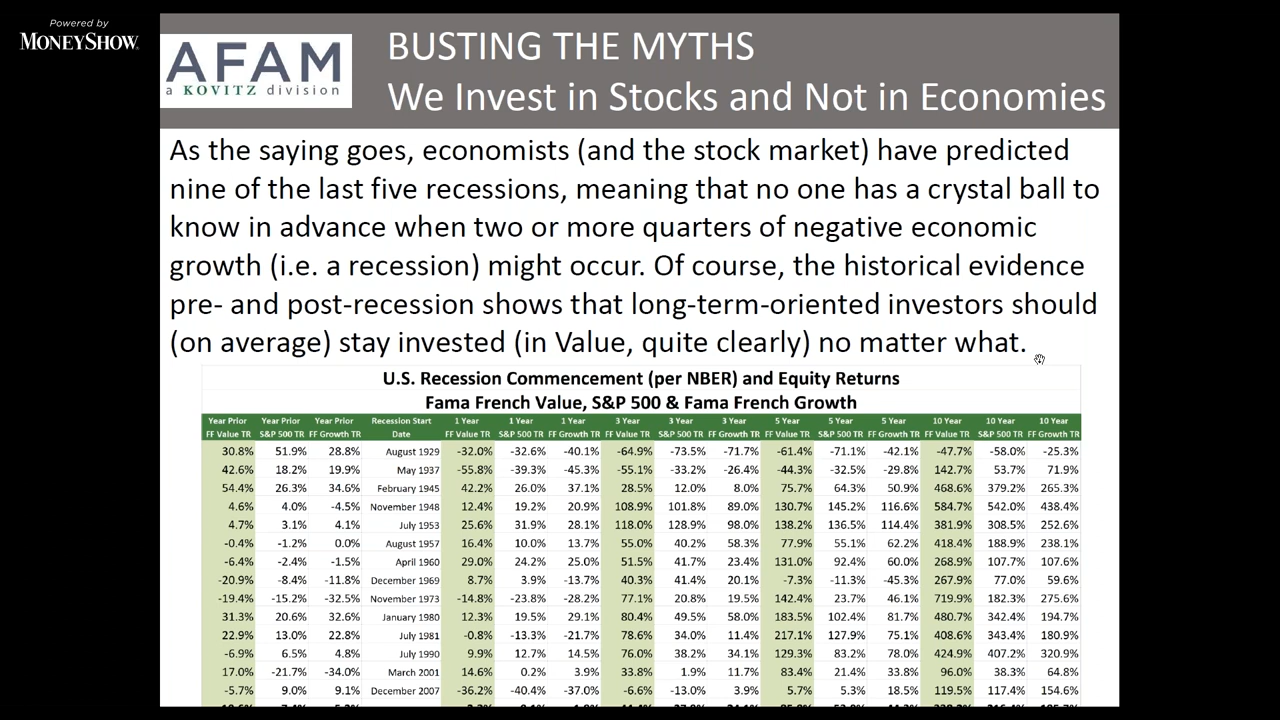 Powered by
MONEYSHOW.
AFAM
a KOVITZ division
BUSTING THE MYTHS
We Invest in Stocks and Not in Economies
As the saying goes, economists (and the stock market) have predicted
nine of the last five recessions, meaning that no one has a crystal ball to
know in advance when two or more quarters of negative economic
growth (i.e. a recession) might occur. Of course, the historical evidence
pre- and post-recession shows that long-term-oriented investors should
(on average) stay invested (in Value, quite clearly) no matter what.
U.S. Recession Commencement (per NBER) and Equity Returns
Fama French Value, S&P 500 & Fama French Growth
Year Prior Year Prior Year Prior Recession Start 1 Year 1 Year 1 Year 3 Year 3 Year 3 Year 5 Year 5 Year 5 Year 10 Year 10 Year 10 Year
FF Value TR S&P 500 TR FF Growth TR Date FF Value TR S&P 500 TR FF Growth TR FF Value TR S&P 500 TR FF Growth TR FF Value TR S&P 500 TR FF Growth TR FF Value TR S&P 500 TR FF Growth TR
30.8% 51.9% 28.8% August 1929 -32.0% -32.6% -40.1% -64.9% -73.5% -71.7% -61.4% -71.1% -42.1% -47.7% -58.0% -25.3%
42.6% 18.2% 19.9% May 1937 -55.8% -39.3% -45.3% -55.1% -33.2% -26.4% -44.3% -32.5% -29.8% 142.7% 53.7% 71.9%
54.4% 26.3% 34.6% February 1945 42.2% 26.0% 37.1% 28.5% 12.0% 8.0% 75.7% 64.3% 50.9% 468.6% 379.2% 265.3%
4.6% 4.0% -4.5% November 1948 12.4% 19.2% 20.9% 108.9% 101.8% 89.0% 130.7% 145.2% 116.6% 584.7% 542.0% 438.4%
4.7% 3.1% 4.1% July 1953 25.6% 31.9% 28.1% 118.0% 128.9% 98.0% 138.2% 136.5% 114.4% 381.9% 308.5% 252.6%
-0.4% -1.2% 0.0% August 1957 16.4% 10.0% 13.7% 55.0% 40.2% 58.3% 77.9% 55.1% 62.2% 418.4% 188.9% 238.1%
-6.4% -2.4% -1.5% April 1960 29.0% 24.2% 25.0% 51.5% 41.7% 23.4% 131.0% 92.4% 60.0% 268.9% 107.7% 107.6%
-20.9% -8.4% -11.8% December 1969 8.7% 3.9% -13.7% 40.3% 41.4% 20.1% -7.3% -11.3% -45.3% 267.9% 77.0% 59.6%
-19.4% -15.2% -32.5% November 1973 -14.8% -23.8% -28.2% 77.1% 20.8% 19.5% 142.4% 23.7% 46.1% 719.9% 182.3% 275.6%
31.3% 20.6% 32.6% January 1980 12.3% 19.5% 29.1% 80.4% 49.5% 58.0% 183.5% 102.4% 81.7% 480.7% 342.4% 194.7%
22.9% 13.0% 22.8% July 1981 -0.8% -13.3% -21.7% 78.6% 34.0% 11.4% 217.1% 127.9% 75.1% 408.6% 343.4% 180.9%
-6.9% 6.5% 4.8% July 1990 9.9% 12.7% 14.5% 76.0% 38.2% 34.1% 129.3% 83.2% 78.0% 424.9% 407.2% 320.9%
17.0% -21.7% -34.0% March 2001 14.6% 0.2% 3.9% 33.8% 1.9% 11.7% 83.4% 21.4% 33.8% 96.0% 38.3% 64.8%
-5.7% 9.0% 9.1% December 2007 -36.2% -40.4% -37.0% -6.6% -13.0% 3.9% 5.7% 5.3% 18.5% 119.5% 117.4% 154.6%